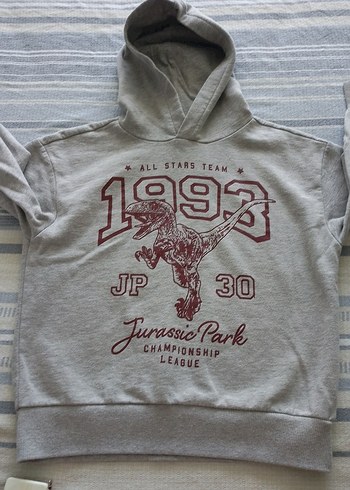 ALL STARS TEAM
1993
JP 30
Jurassic Park
CHAMPIONSHIP
LEAGUE